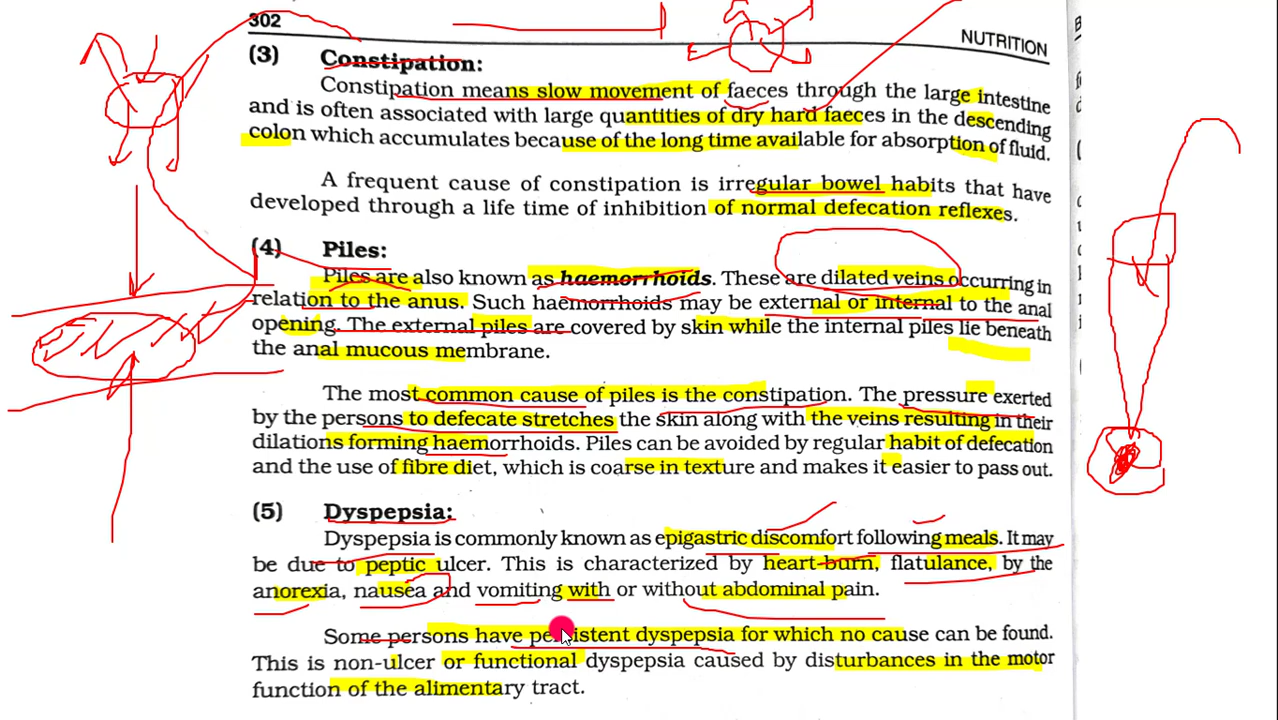 302
NUTRITION
(3) Constipation:
Constipation means slow movement of faeces through the large intestine
and is often associated with large quantities of dry hard faeces in the descending
colon which accumulates because of the long time available for absorption of fluid.
A frequent cause of constipation is irregular bowel habits that have
developed through a life time of inhibition of normal defecation reflexes.
(4) Piles:
Piles are also known as haemorrhoids. These are dilated veins occurring in
relation to the anus. Such haemorrhoids may be external or internal to the anal
opening. The external piles are covered by skin while the internal piles lie beneath
the anal mucous membrane.
The most common cause of piles is the constipation. The pressure exerted
by the persons to defecate stretches the skin along with the veins resulting in their
dilations forming haemorrhoids. Piles can be avoided by regular habit of defecation
and the use of fibre diet, which is coarse in texture and makes it easier to pass out.
(5) Dyspepsia:
Dyspepsia is commonly known as epigastric discomfort following meals. It may
be due to peptic ulcer. This is characterized by heart-burn, flatulance, by the
anorexia, nausea and vomiting with or without abdominal pain.
Some persons have persistent dyspepsia for which no cause can be found.
This is non-ulcer or functional dyspepsia caused by disturbances in the motor
function of the alimentary tract.